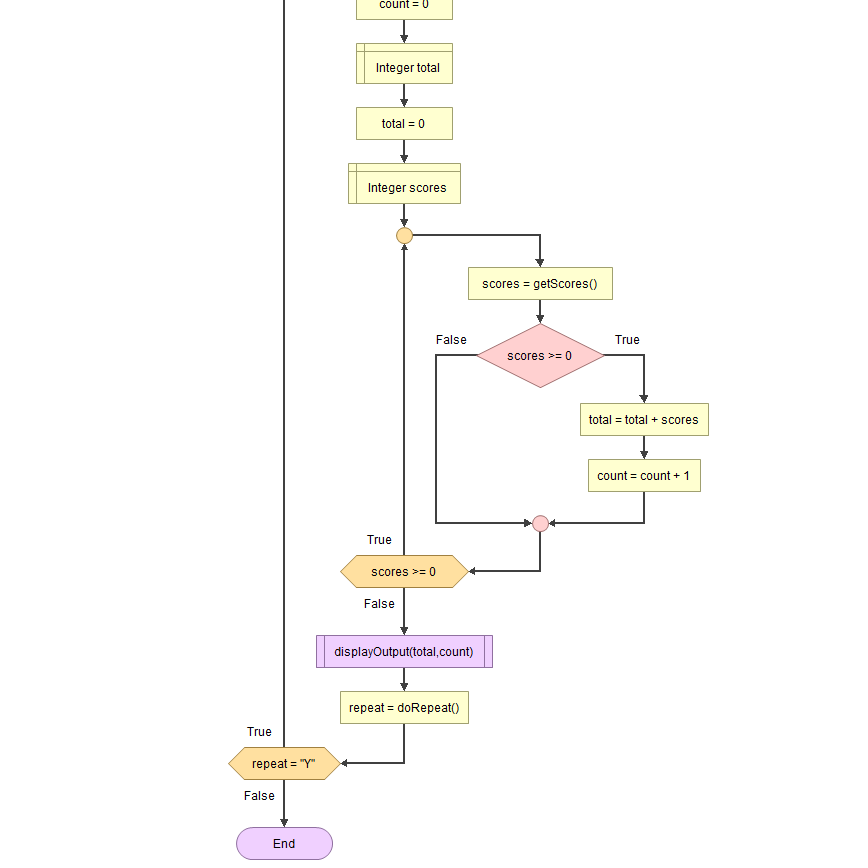 count = 0
Integer total
total = 0
Integer scores
scores = getScores()
False
True
scores >= 0
total = total + scores
count = count + 1
True
scores >= 0
False
displayOutput(total,count)
repeat = doRepeat()
True
repeat = "Y"
False
End